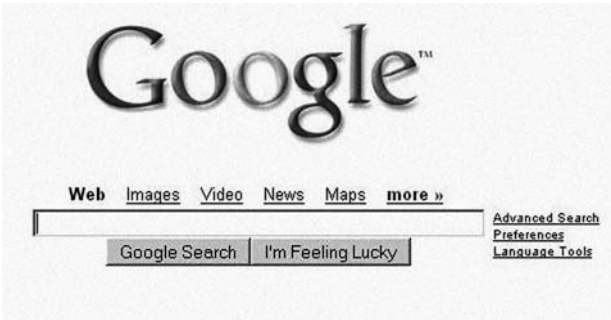 Google™
Web Images Video News Maps more »
Advanced Search
Preferences
Language Tools
Google Search I'm Feeling Lucky